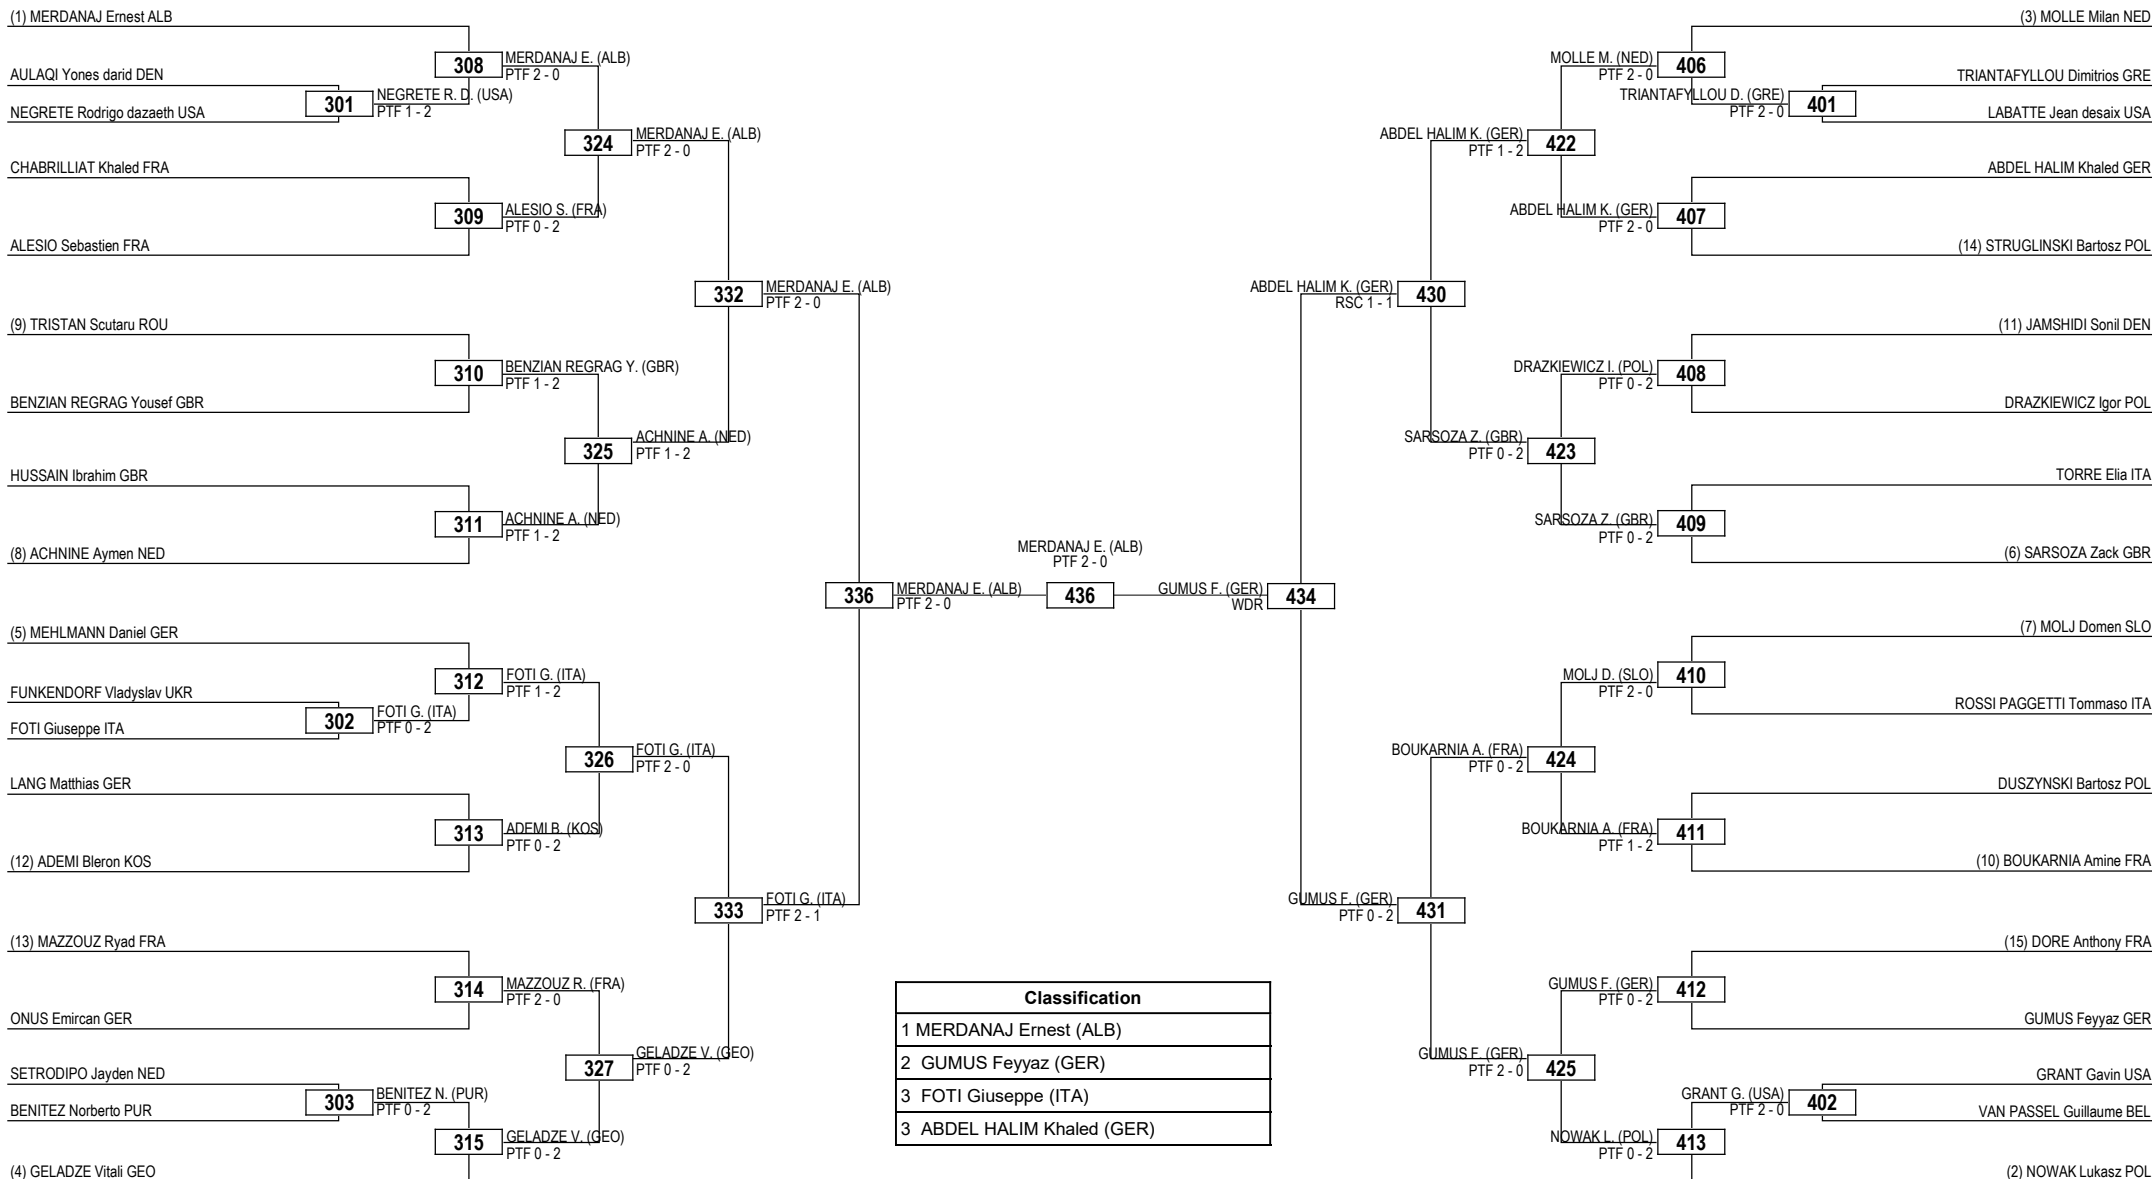 (1) MERDANAJ Ernest ALB
308
MERDANAJ E. (ALB)
PTF 2 - 0
AULAQI Yones darid DEN
301
NEGRETE R. D. (USA)
PTF 1 - 2
NEGRETE Rodrigo dazaeth USA
324
MERDANAJ E. (ALB)
PTF 2 - 0
CHABRILLIAT Khaled FRA
309
ALESIO S. (FRA)
PTF 0 - 2
ALESIO Sebastien FRA
332
MERDANAJ E. (ALB)
PTF 2 - 0
(9) TRISTAN Scutaru ROU
310
BENZIAN REGRAG Y. (GBR)
PTF 1 - 2
BENZIAN REGRAG Yousef GBR
325
ACHNINE A. (NED)
PTF 1 - 2
HUSSAIN Ibrahim GBR
311
ACHNINE A. (NED)
PTF 1 - 2
(8) ACHNINE Aymen NED
336
MERDANAJ E. (ALB)
PTF 2 - 0
(5) MEHLMANN Daniel GER
312
FOTI G. (ITA)
PTF 1 - 2
FUNKENDORF Vladyslav UKR
302
FOTI G. (ITA)
PTF 0 - 2
FOTI Giuseppe ITA
326
FOTI G. (ITA)
PTF 2 - 0
LANG Matthias GER
313
ADEMI B. (KOS)
PTF 0 - 2
(12) ADEMI Bleron KOS
333
FOTI G. (ITA)
PTF 2 - 1
(13) MAZZOUZ Ryad FRA
314
MAZZOUZ R. (FRA)
PTF 2 - 0
ONUS Emircan GER
327
GELADZE V. (GEO)
PTF 0 - 2
SETRODIPO Jayden NED
303
BENITEZ N. (PUR)
PTF 0 - 2
BENITEZ Norberto PUR
315
GELADZE V. (GEO)
PTF 0 - 2
(4) GELADZE Vitali GEO
MERDANAJ E. (ALB)
PTF 2 - 0
436
Classification
1 MERDANAJ Ernest (ALB)
2 GUMUS Feyyaz (GER)
3 FOTI Giuseppe (ITA)
3 ABDEL HALIM Khaled (GER)
(3) MOLLE Milan NED
MOLLE M. (NED)
PTF 2 - 0
406
TRIANTAFYLLOU Dimitrios GRE
TRIANTAFYLLOU D. (GRE)
PTF 2 - 0
401
LABATTE Jean desaix USA
ABDEL HALIM K. (GER)
PTF 1 - 2
422
ABDEL HALIM Khaled GER
ABDEL HALIM K. (GER)
PTF 2 - 0
407
(14) STRUGLINSKI Bartosz POL
ABDEL HALIM K. (GER)
RSC 1 - 1
430
(11) JAMSHIDI Sonil DEN
DRAZKIEWICZ I. (POL)
PTF 0 - 2
408
DRAZKIEWICZ Igor POL
SARSOZA Z. (GBR)
PTF 0 - 2
423
TORRE Elia ITA
SARSOZA Z. (GBR)
PTF 0 - 2
409
(6) SARSOZA Zack GBR
GUMUS F. (GER)
WDR
434
(7) MOLJ Domen SLO
MOLJ D. (SLO)
PTF 2 - 0
410
ROSSI PAGGETTI Tommaso ITA
BOUKARNIA A. (FRA)
PTF 0 - 2
424
DUSZYNSKI Bartosz POL
BOUKARNIA A. (FRA)
PTF 1 - 2
411
(10) BOUKARNIA Amine FRA
GUMUS F. (GER)
PTF 0 - 2
431
(15) DORE Anthony FRA
GUMUS F. (GER)
PTF 0 - 2
412
GUMUS Feyyaz GER
GUMUS F. (GER)
PTF 2 - 0
425
GRANT Gavin USA
GRANT G. (USA)
PTF 2 - 0
402
VAN PASSEL Guillaume BEL
NOWAK L. (POL)
PTF 0 - 2
413
(2) NOWAK Lukasz POL